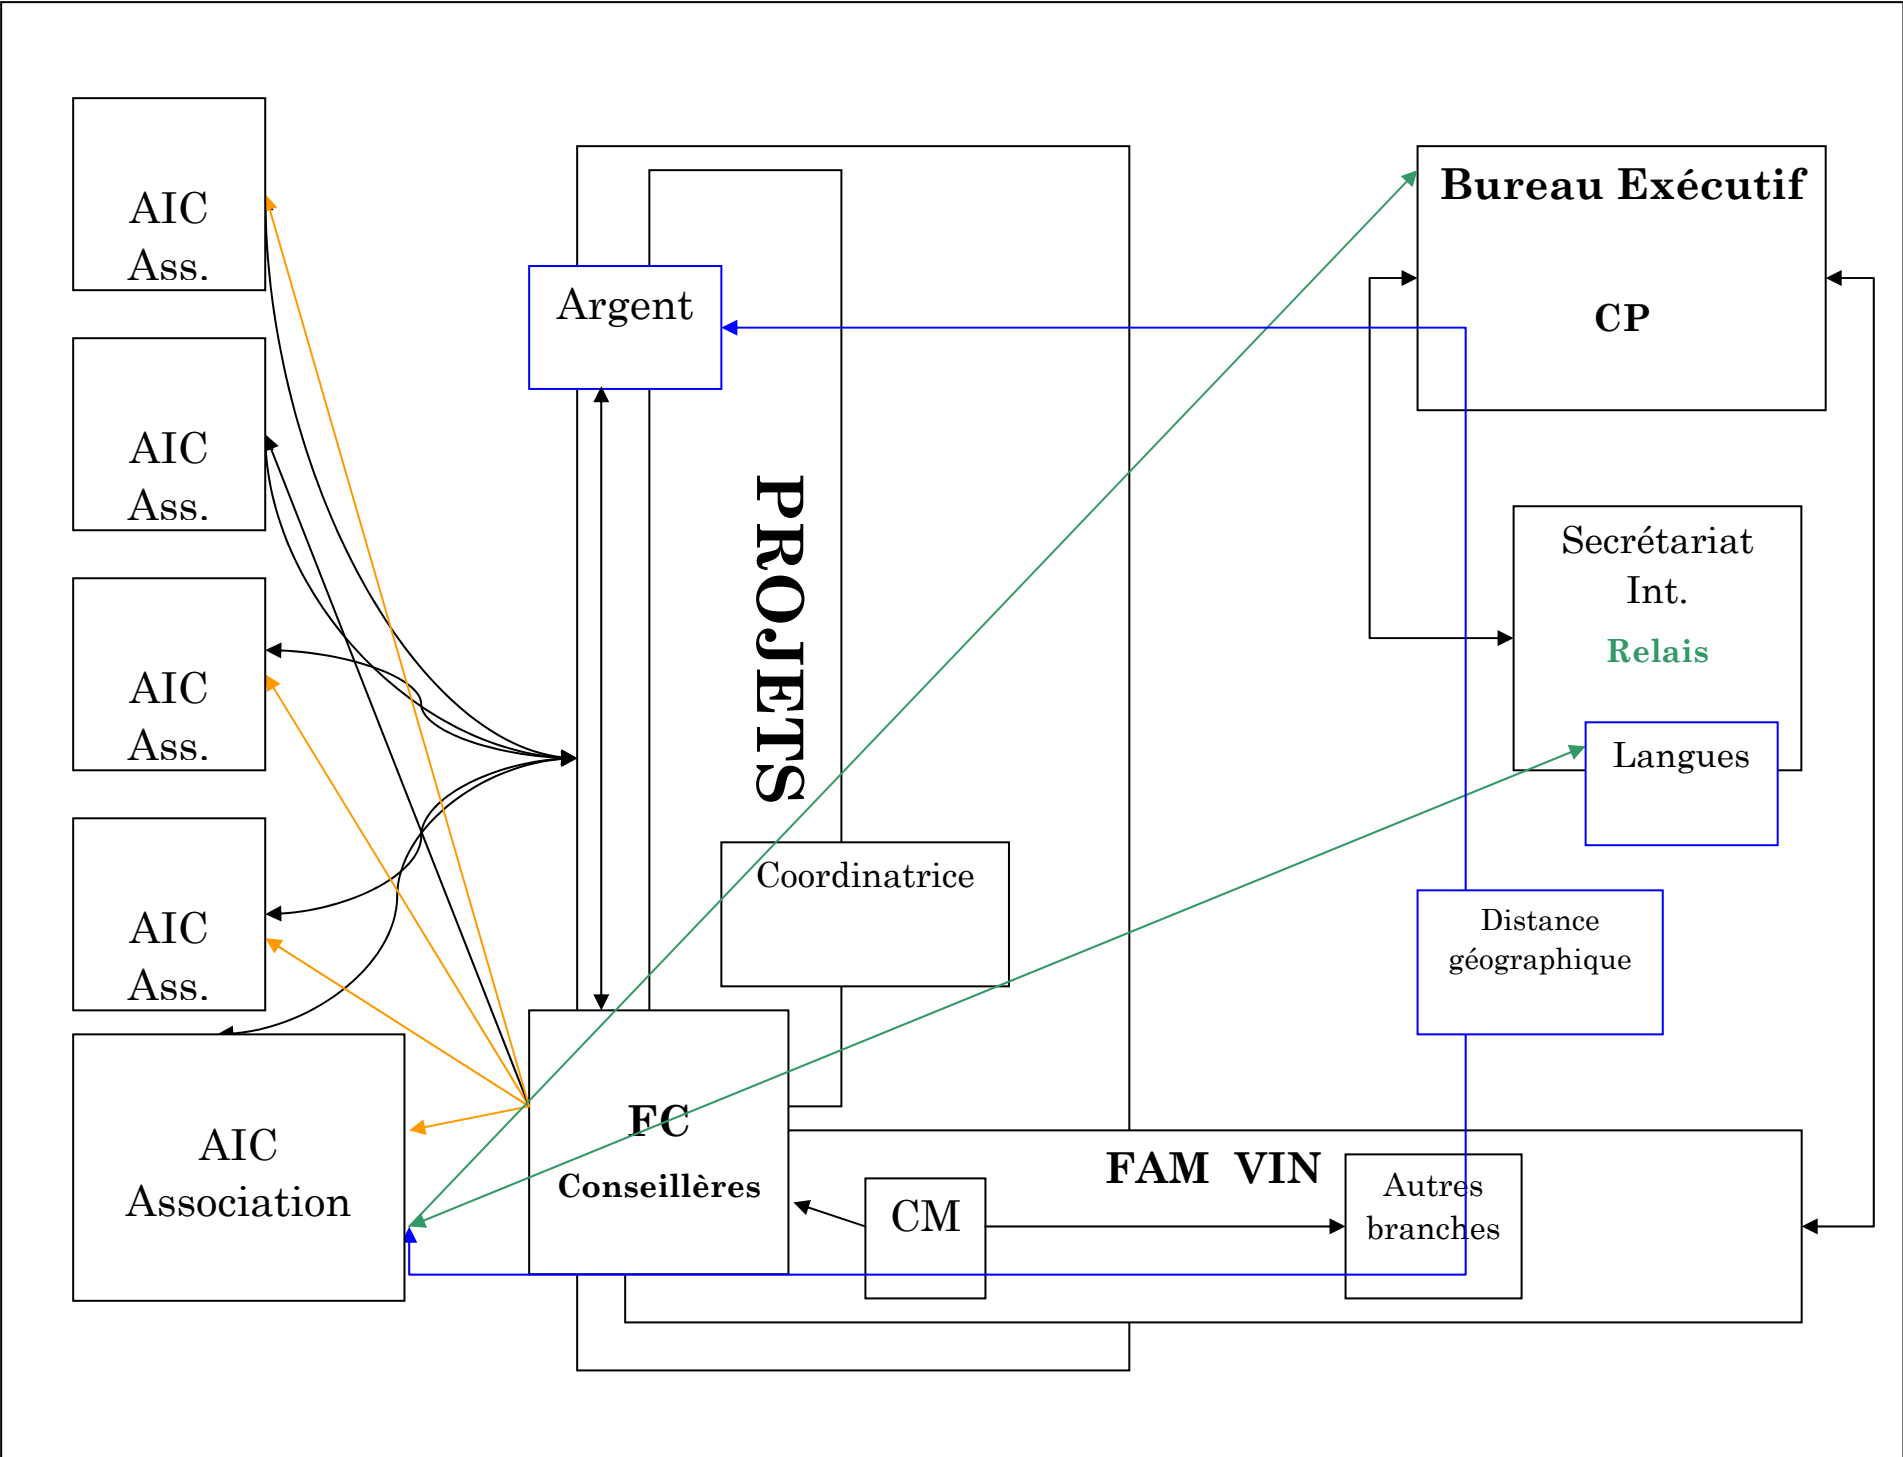 AIC
Ass.
AIC
Ass.
AIC
Ass.
AIC
Ass.
AIC
Association
Argent
PROJETS
Coordinatrice
FC
Conseillères
CM
FAM VIN
Autres
branches
Bureau Exécutif
CP
Secrétariat
Int.
Relais
Langues
Distance
géographique